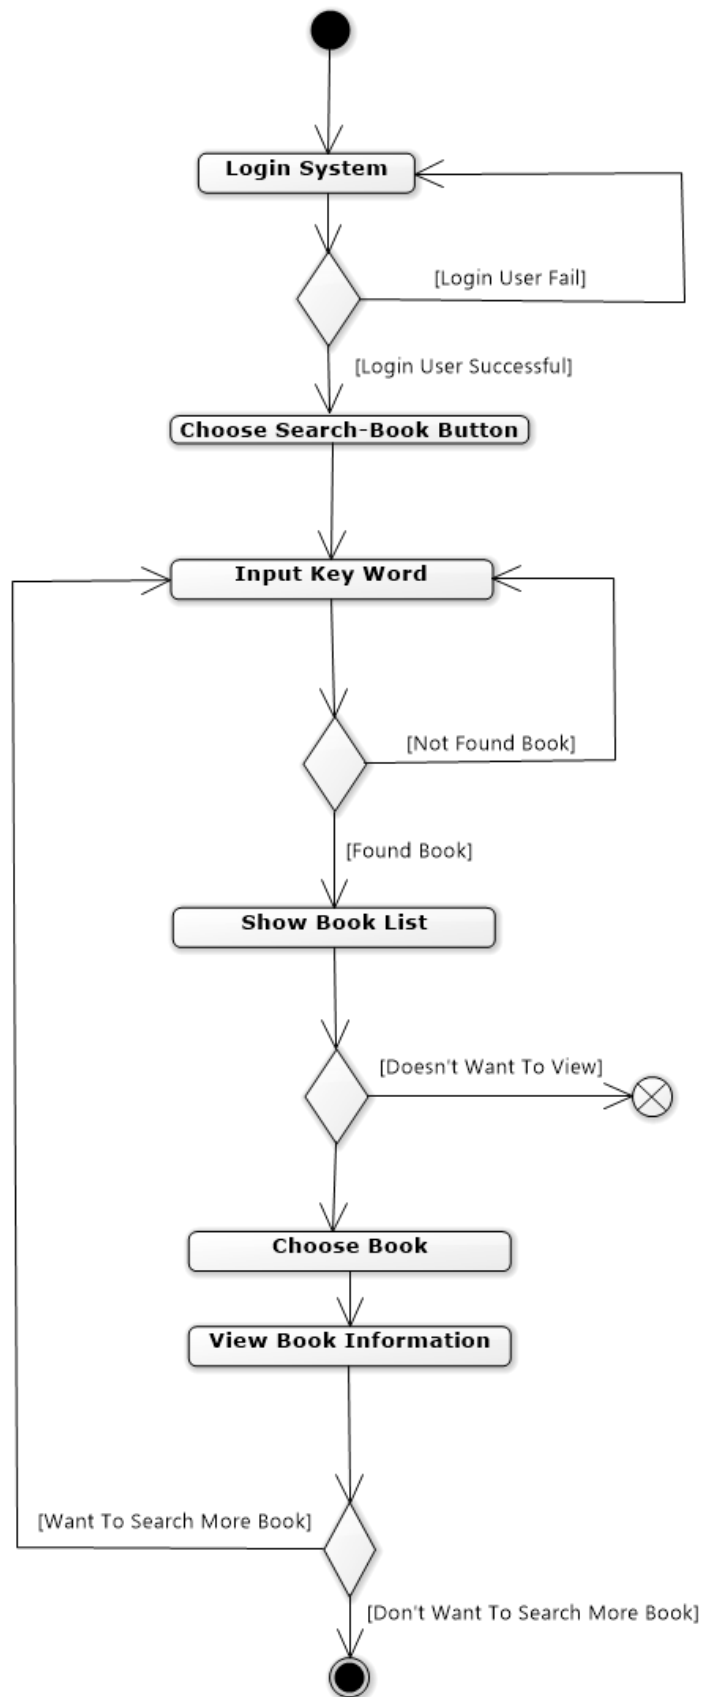 Login System
[Login User Fail]
[Login User Successful]
Choose Search-Book Button
Input Key Word
[Not Found Book]
[Found Book]
Show Book List
[Doesn't Want To View]
Choose Book
View Book Information
[Want To Search More Book]
[Don't Want To Search More Book]